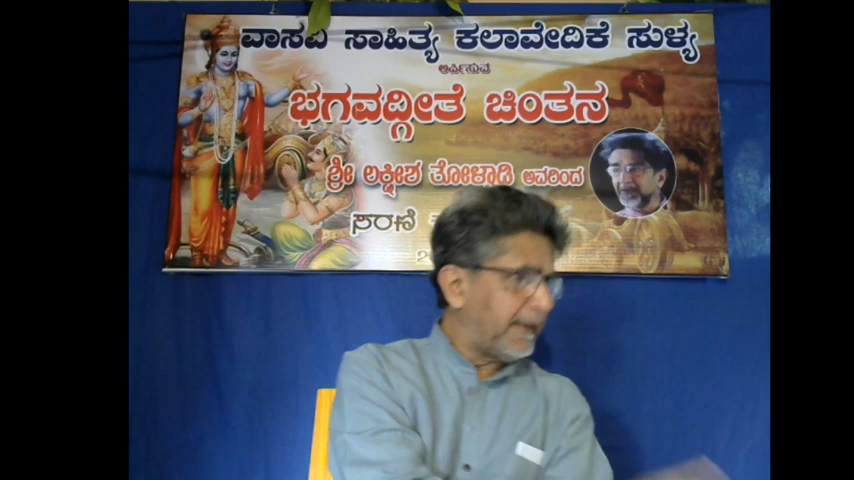 ವಾಸವಿ ಸಾಹಿತ್ಯ ಕಲಾವೇದಿಕೆ ಸುಳ್ಯ
ಅರ್ಪಿಸುವ
ಭಗವದ್ಗೀತೆ ಚಿಂತನ
ಶ್ರೀ ಲಕ್ಷ್ಮೀಶ ತೋಳ್ಪಾಡಿ ಅವರಿಂದ
ಸರಣಿ